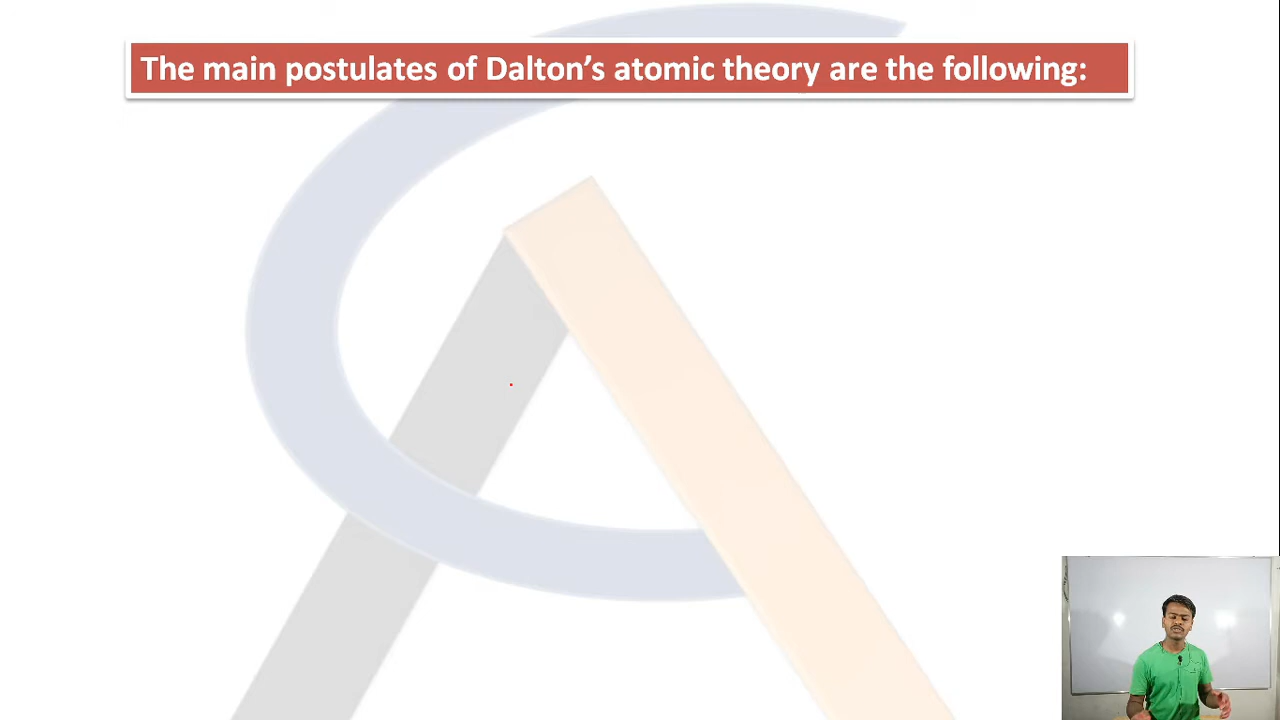 The main postulates of Dalton’s atomic theory are the following: